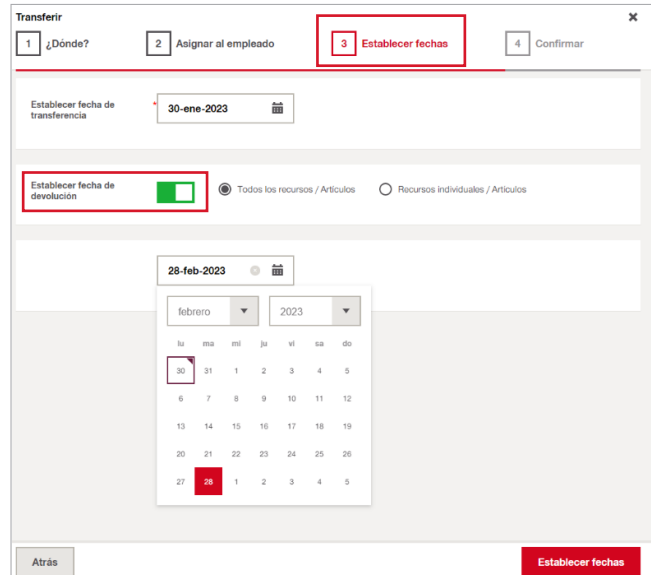 Transferir
1 ¿Dónde? 2 Asignar al empleado 3 Establecer fechas 4 Confirmar
Establecer fecha de
transferencia
* 30-ene-2023
Establecer fecha de
devolución
Todos los recursos / Artículos Recursos individuales / Articulos
28-feb-2023
febrero 2023
lu ma mi ju vi sa do
30 31 1 2 3 4 5
6 7 8 9 10 11 12
13 14 15 16 17 18 19
20 21 22 23 24 25 26
27 28 1 2 3 4 5
Atrás Establecer fechas